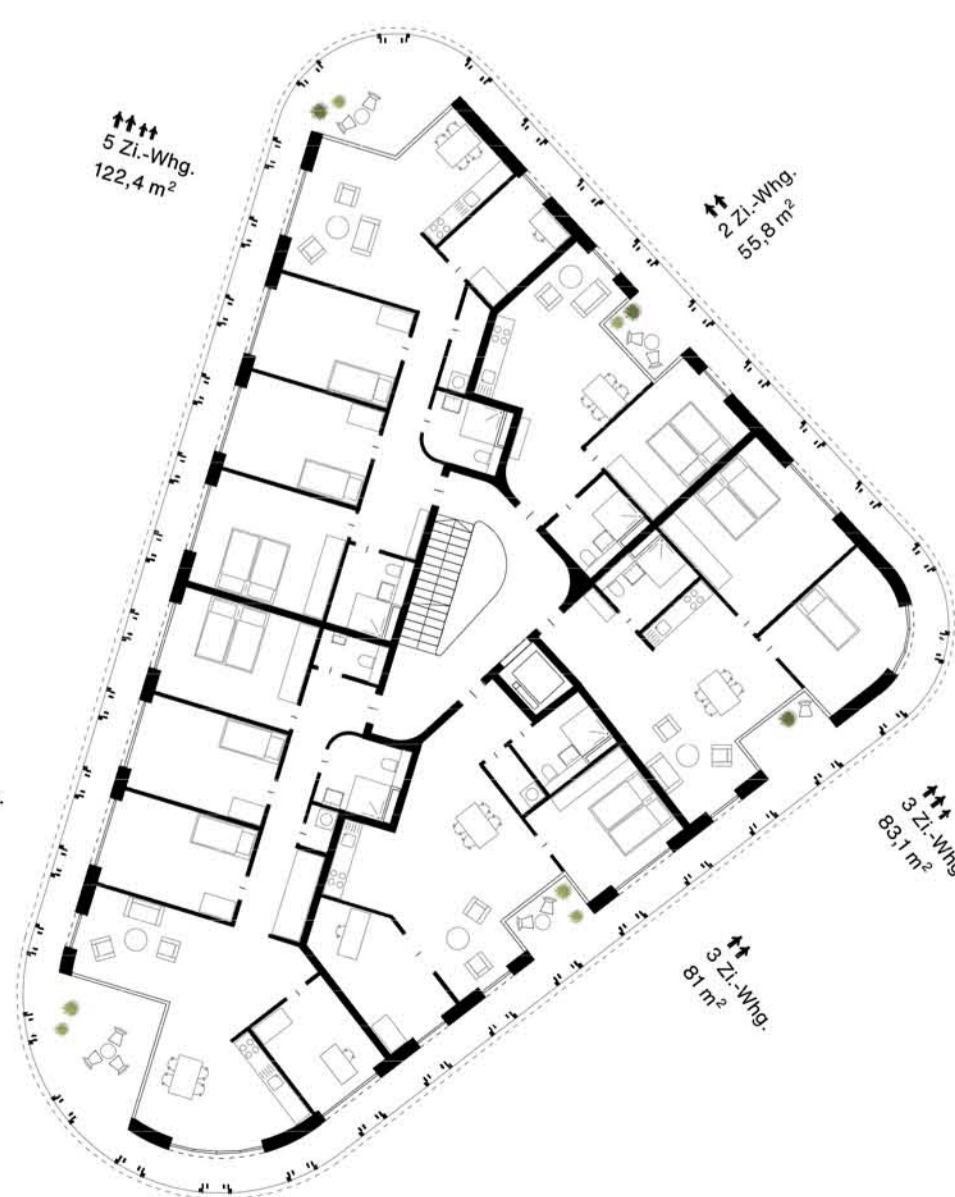 5 Zi.-Whg.
122,4 m²
2 Zi.-Whg.
55,8 m²
3 Zi.-Whg
83,1 m²
3 Zi.-Whg.
81 m²